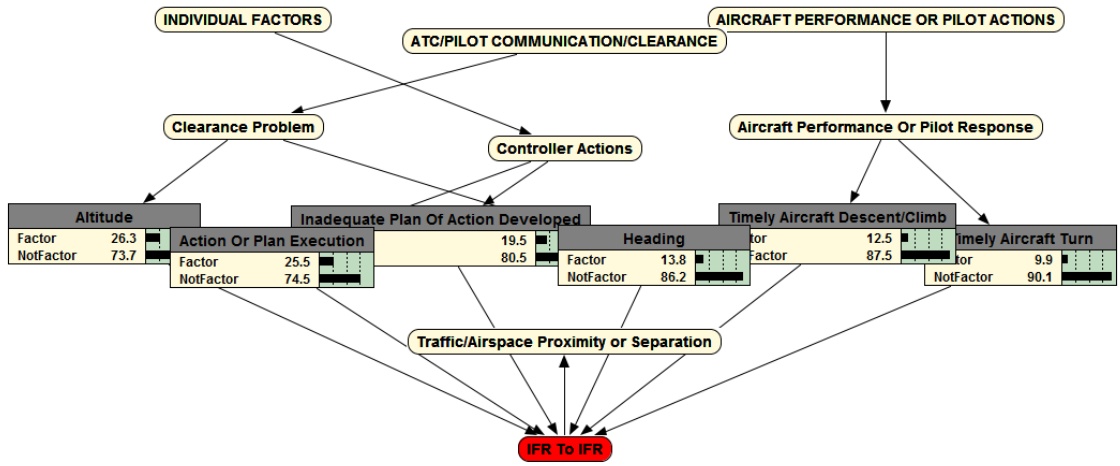 INDIVIDUAL FACTORS
AIRCRAFT PERFORMANCE OR PILOT ACTIONS
ATC/PILOT COMMUNICATION/CLEARANCE
Clearance Problem
Aircraft Performance Or Pilot Response
Controller Actions
Altitude
Factor 26.3
NotFactor 73.7
Action Or Plan Execution
Factor 25.5
NotFactor 74.5
Inadequate Plan Of Action Developed
19.5
80.5
Heading
Factor 13.8
NotFactor 86.2
Timely Aircraft Descent/Climb
ctor 12.5
Factor 87.5
Timely Aircraft Turn
ctor 9.9
Factor 90.1
Traffic/Airspace Proximity or Separation
IFR To IFR